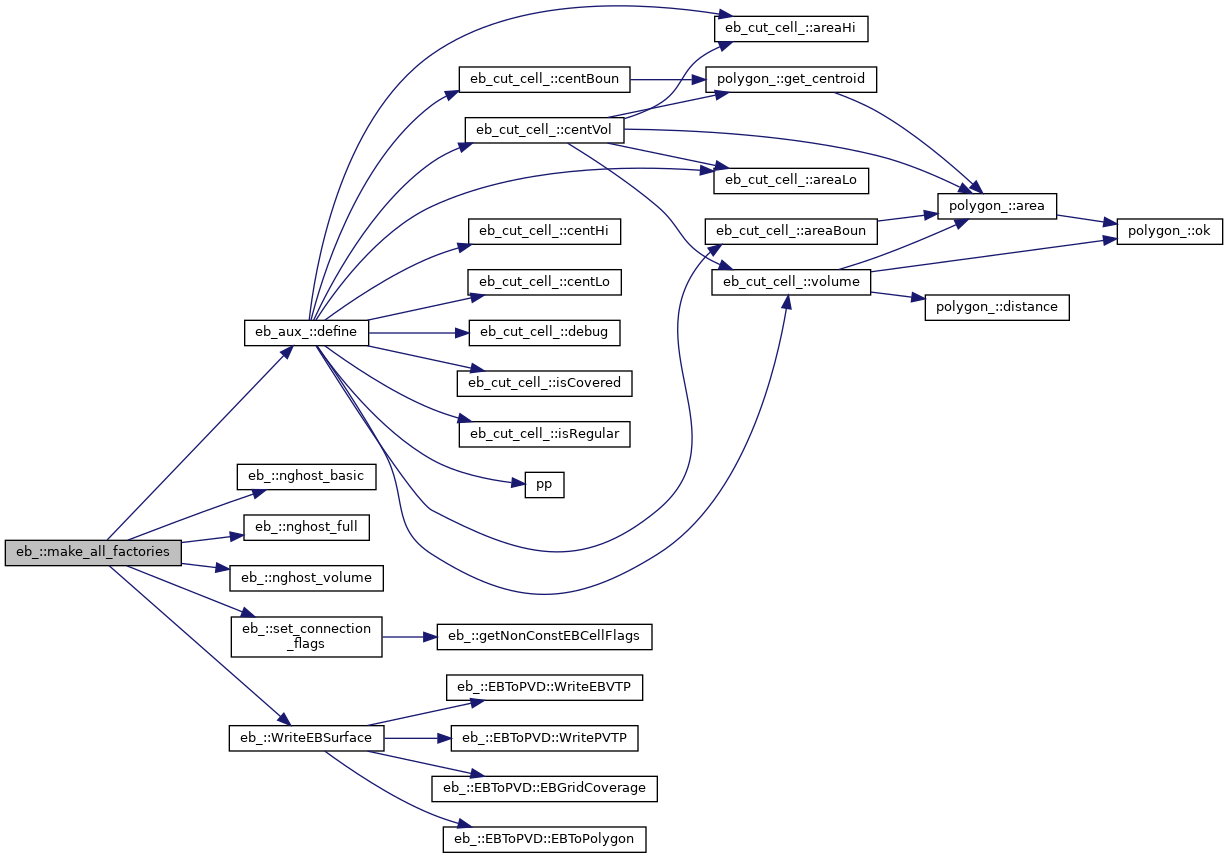 eb_cut_cell_::areaHi
eb_cut_cell_::centBoun
polygon_::get_centroid
eb_cut_cell_::centVol
eb_cut_cell_::areaLo
polygon_::area
eb_cut_cell_::centHi
eb_cut_cell_::areaBoun
polygon_::ok
eb_cut_cell_::centLo
eb_cut_cell_::volume
polygon_::distance
eb_aux_::define
eb_cut_cell_::debug
eb_cut_cell_::isCovered
eb_cut_cell_::isRegular
eb_::nghost_basic
pp
eb_::nghost_full
eb_::make_all_factories
eb_::nghost_volume
eb_::set_connection
_flags
eb_::getNonConstEBCellFlags
eb_::EBToPVD::WriteEBVTP
eb_::WriteEBSurface
eb_::EBToPVD::WritePVTP
eb_::EBToPVD::EBGridCoverage
eb_::EBToPVD::EBToPolygon